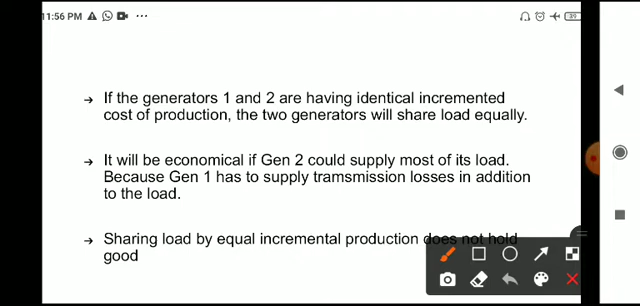 11:56 PM
39
→ If the generators 1 and 2 are having identical incremented
cost of production, the two generators will share load equally.
→ It will be economical if Gen 2 could supply most of its load.
Because Gen 1 has to supply tramsmission losses in addition
to the load.
→ Sharing load by equal incremental production does not hold
good